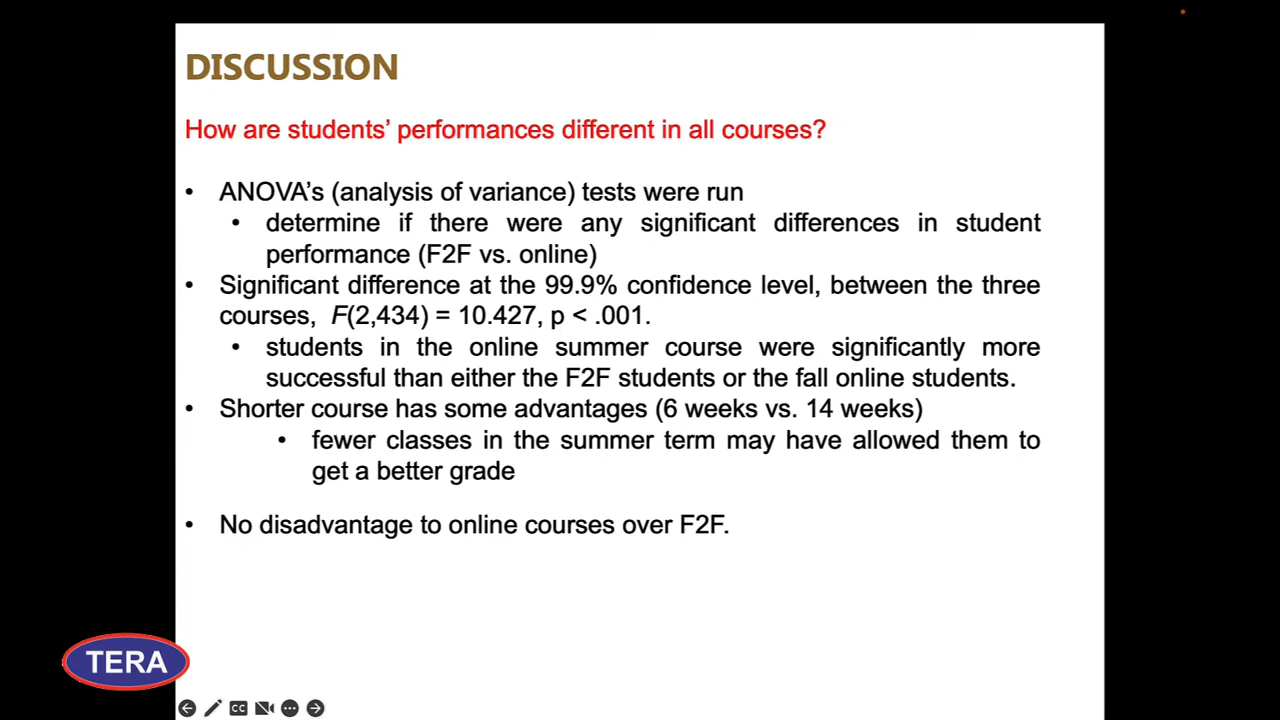 DISCUSSION
How are students’ performances different in all courses?
• ANOVA’s (analysis of variance) tests were run
• determine if there were any significant differences in student
performance (F2F vs. online)
• Significant difference at the 99.9% confidence level, between the three
courses, F(2,434) = 10.427, p < .001.
• students in the online summer course were significantly more
successful than either the F2F students or the fall online students.
• Shorter course has some advantages (6 weeks vs. 14 weeks)
• fewer classes in the summer term may have allowed them to
get a better grade
• No disadvantage to online courses over F2F.
TERA
CC